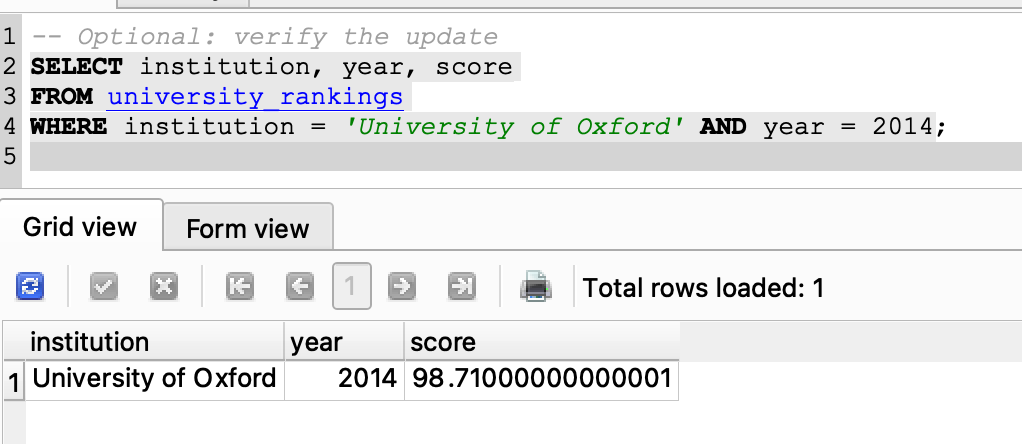 1 -- Optional: verify the update
2 SELECT institution, year, score
3 FROM university_rankings
4 WHERE institution = 'University of Oxford' AND year = 2014;
5
Grid view Form view
1 Total rows loaded: 1
institution year score
1 University of Oxford 2014 98.71000000000001